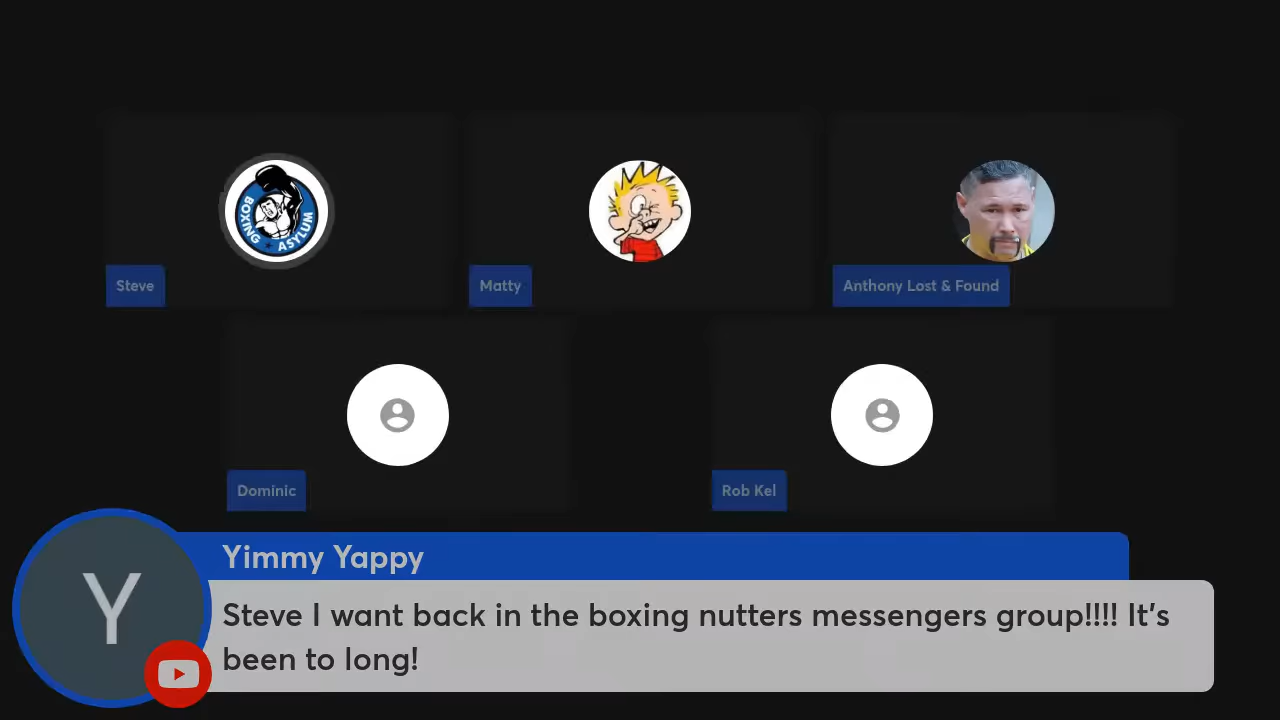 BOXING ASYLUM
Steve
Matty
Anthony Lost & Found
Dominic
Rob Kel
Y
Yimmy Yappy
Steve I want back in the boxing nutters messengers group!!!! It's
been to long!